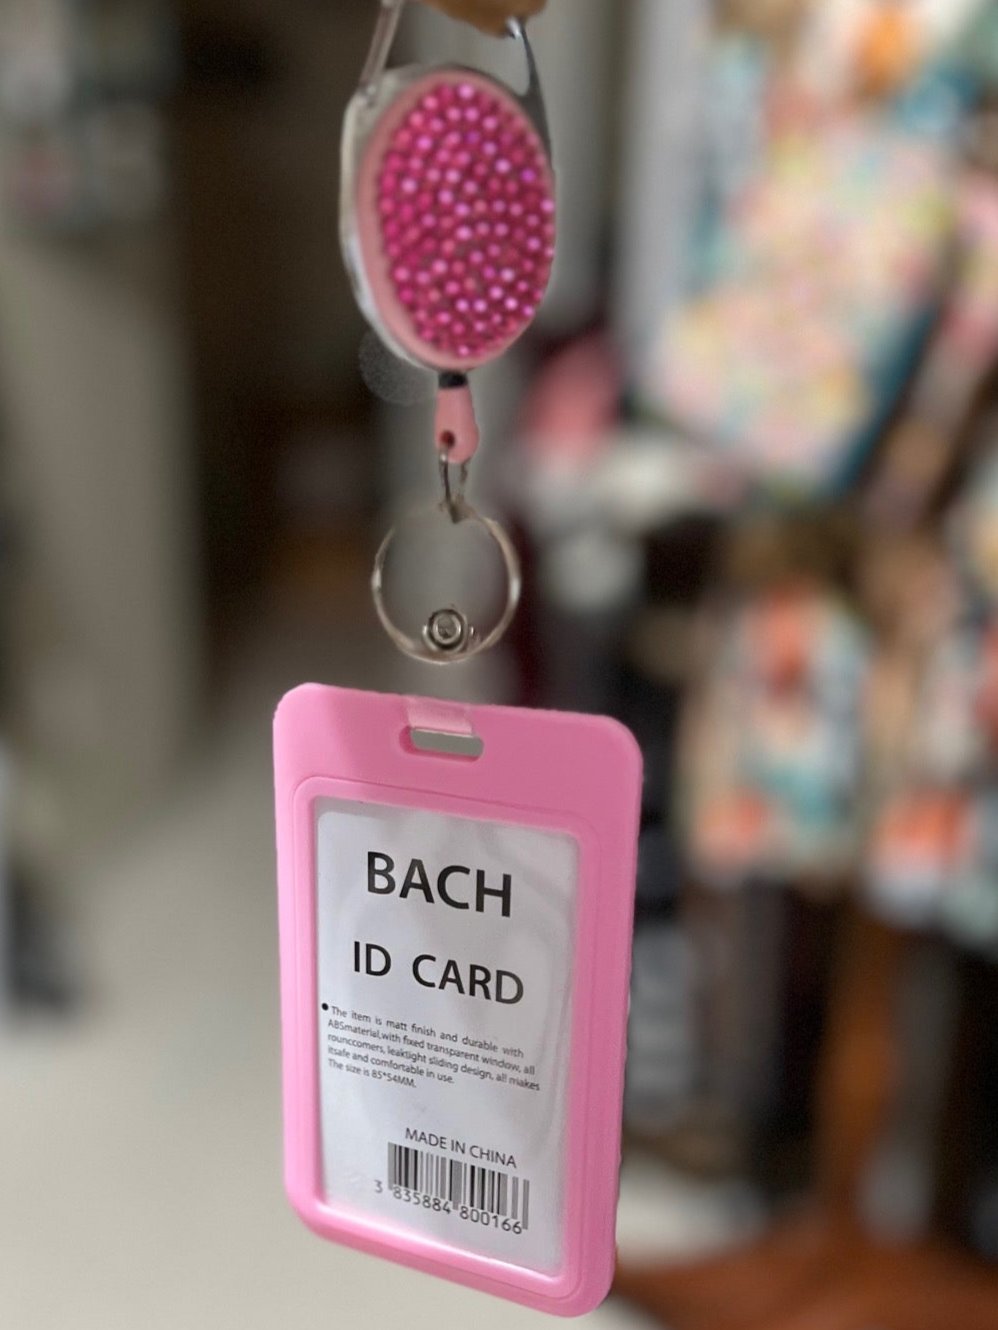 BACH
ID CARD
• The item is matt finish and durable with
ABSmaterial,with fixed transparent window, all
rounccomers, leaktight sliding design, all makes
itsafe and comfortable in use.
The size is 85*54MM.
MADE IN CHINA
3 835884 800166